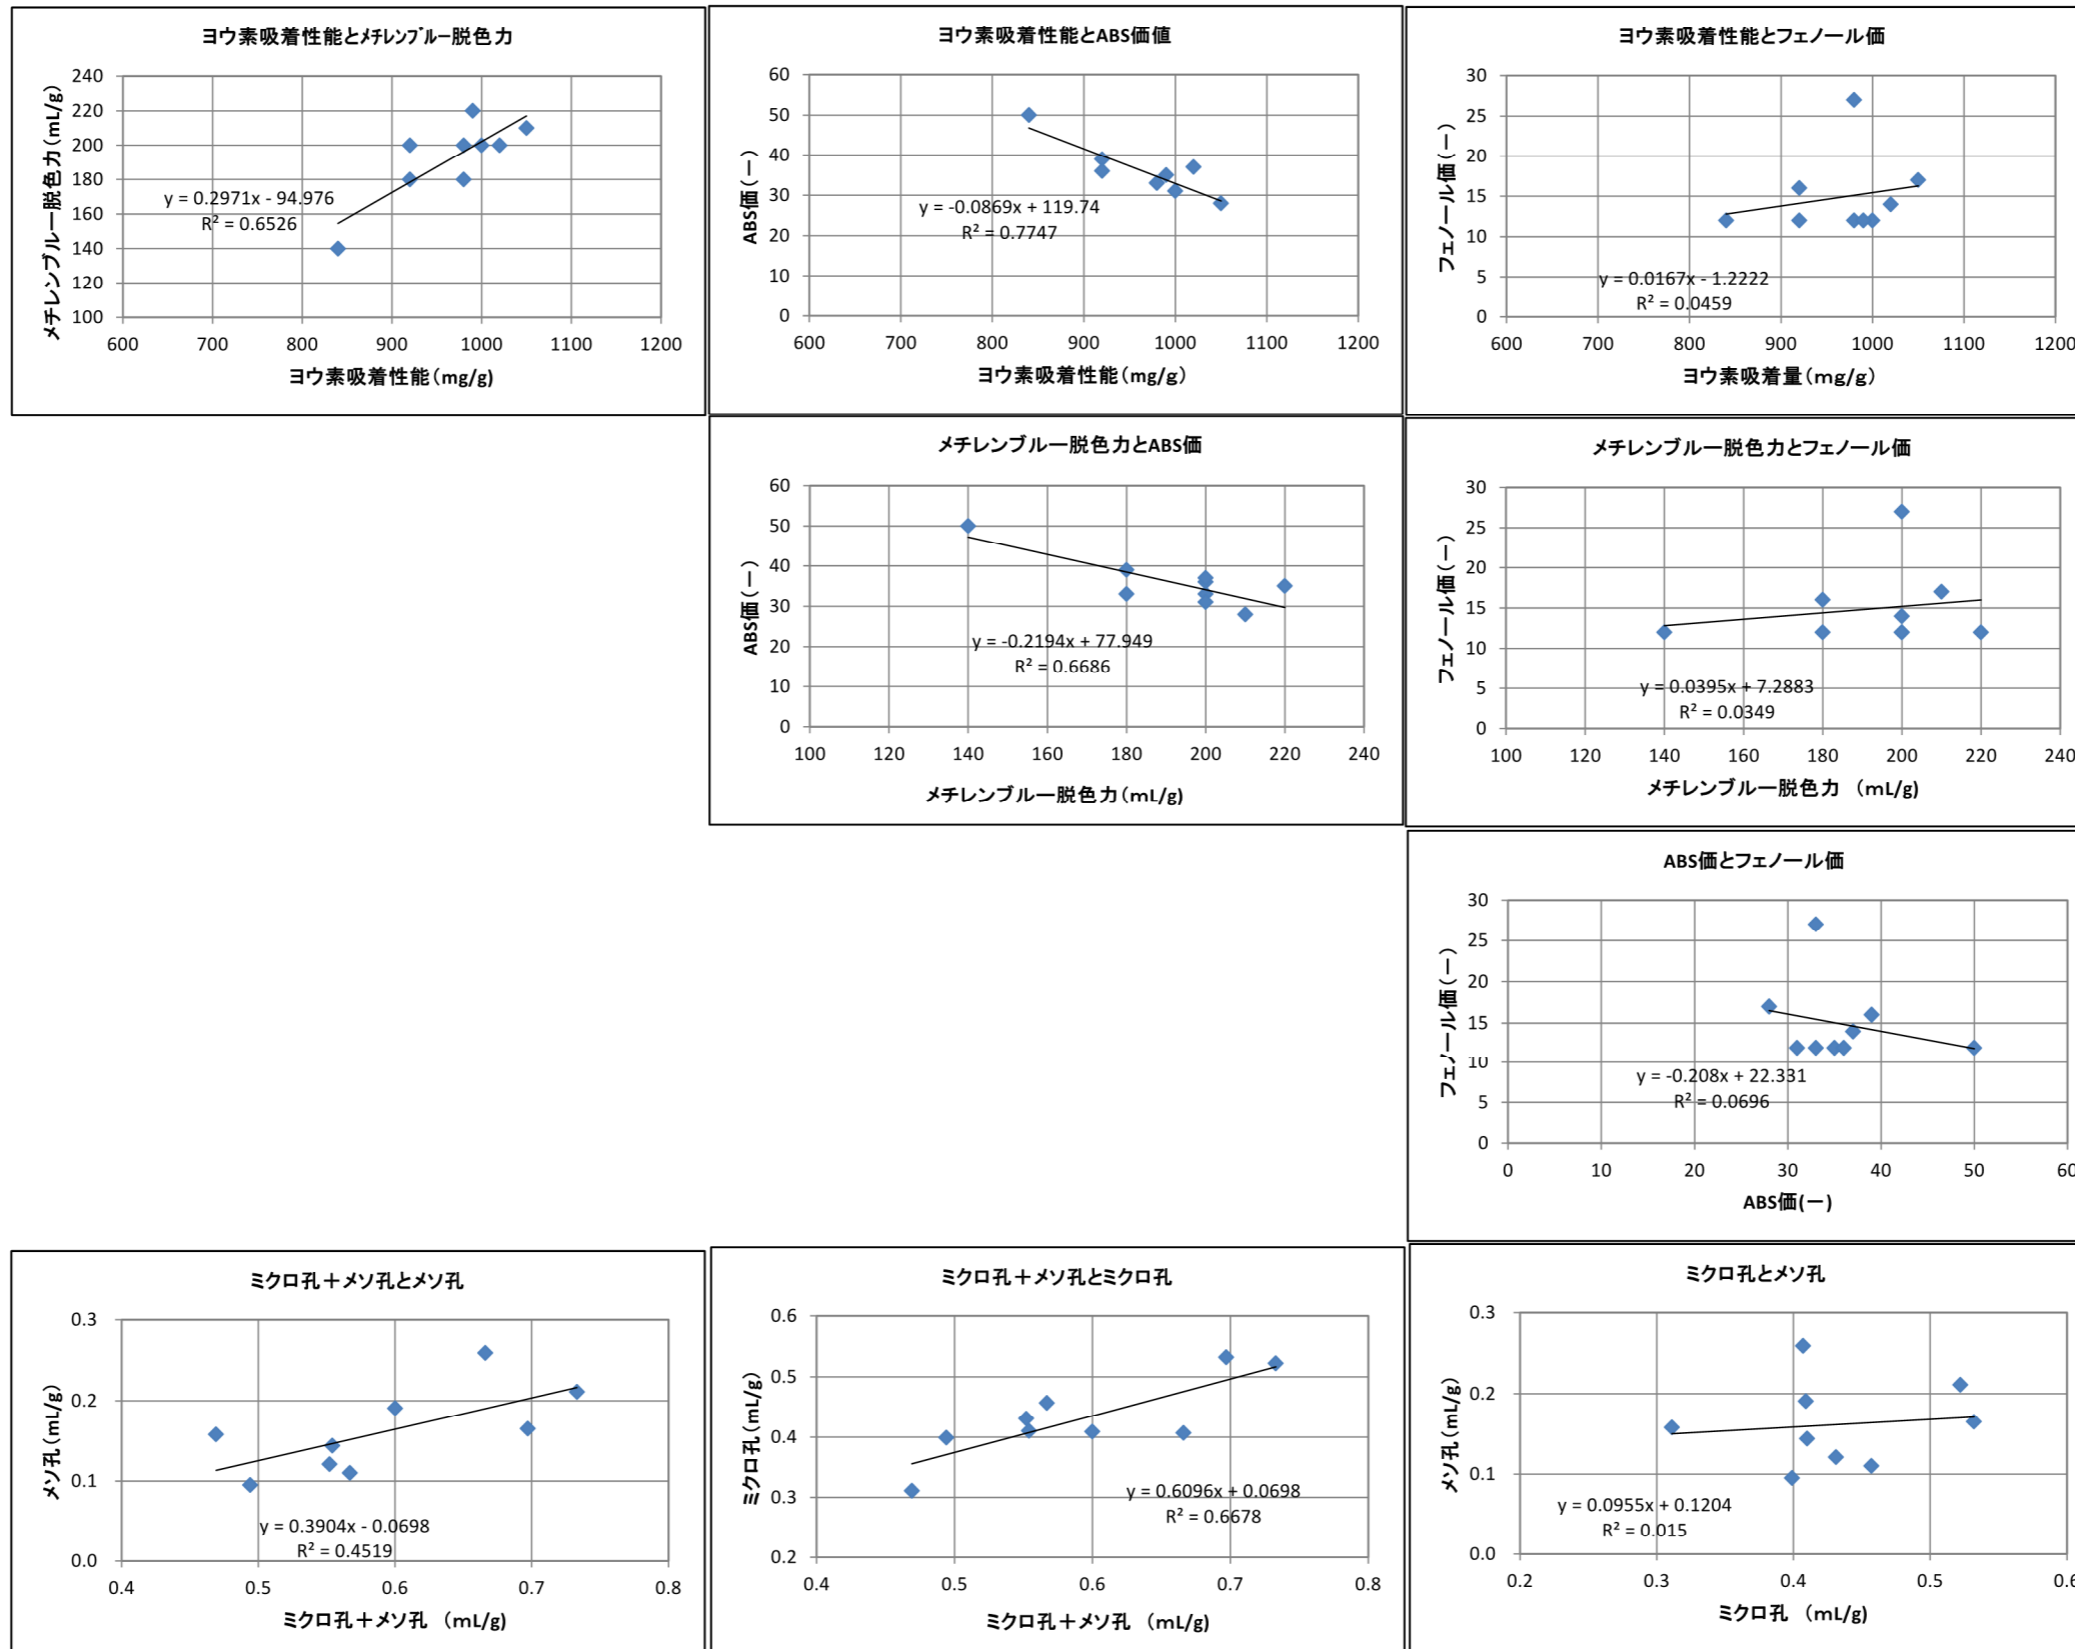 ヨウ素吸着性能とメチレンブルー脱色力
メチレンブルー脱色力(mL/g)
240
220
200
180
160
140
120
100
y = 0.2971x - 94.976
R² = 0.6526
600 700 800 900 1000 1100 1200
ヨウ素吸着性能(mg/g)
ヨウ素吸着性能とABS価値
ABS価(－)
60
50
40
30
20
10
0
y = -0.0869x + 119.74
R² = 0.7747
600 700 800 900 1000 1100 1200
ヨウ素吸着性能(mg/g)
ヨウ素吸着性能とフェノール価
フェノール価(－)
30
25
20
15
10
5
0
y = 0.0167x - 1.2222
R² = 0.0459
600 700 800 900 1000 1100 1200
ヨウ素吸着量(mg/g)
メチレンブルー脱色力とABS価
ABS価(－)
60
50
40
30
20
10
0
y = -0.2194x + 77.949
R² = 0.6686
100 120 140 160 180 200 220 240
メチレンブルー脱色力(mL/g)
メチレンブルー脱色力とフェノール価
フェノール価(－)
30
25
20
15
10
5
0
y = 0.0395x + 7.2883
R² = 0.0349
100 120 140 160 180 200 220 240
メチレンブルー脱色力 (mL/g)
ABS価とフェノール価
フェノール価(－)
30
25
20
15
10
5
0
y = -0.208x + 22.331
R² = 0.0696
0 10 20 30 40 50 60
ABS価(－)
ミクロ孔＋メソ孔とメソ孔
メソ孔(mL/g)
0.3
0.2
0.1
0.0
y = 0.3904x - 0.0698
R² = 0.4519
0.4 0.5 0.6 0.7 0.8
ミクロ孔＋メソ孔 (mL/g)
ミクロ孔＋メソ孔とミクロ孔
ミクロ孔(mL/g)
0.6
0.5
0.4
0.3
0.2
y = 0.6096x + 0.0698
R² = 0.6678
0.4 0.5 0.6 0.7 0.8
ミクロ孔＋メソ孔 (mL/g)
ミクロ孔とメソ孔
メソ孔(mL/g)
0.3
0.2
0.1
0.0
y = 0.0955x + 0.1204
R² = 0.015
0.2 0.3 0.4 0.5 0.6
ミクロ孔 (mL/g)